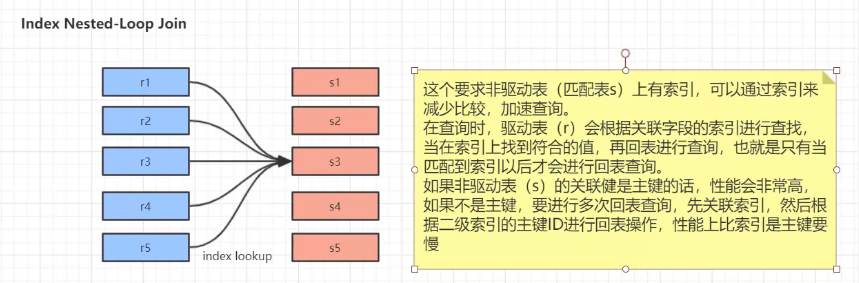 Index Nested-Loop Join
r1
s1
r2
s2
r3
s3
r4
s4
r5
s5
index lookup
这个要求非驱动表（匹配表s）上有索引，可以通过索引来
减少比较，加速查询。
在查询时，驱动表（r）会根据关联字段的索引进行查找，
当在索引上找到符合的值，再回表进行查询，也就是只有当
匹配到索引以后才会进行回表查询。
如果非驱动表（s）的关联健是主键的话，性能会非常高，
如果不是主键，要进行多次回表查询，先关联索引，然后根
据二级索引的主键ID进行回表操作，性能上比索引是主键要
慢